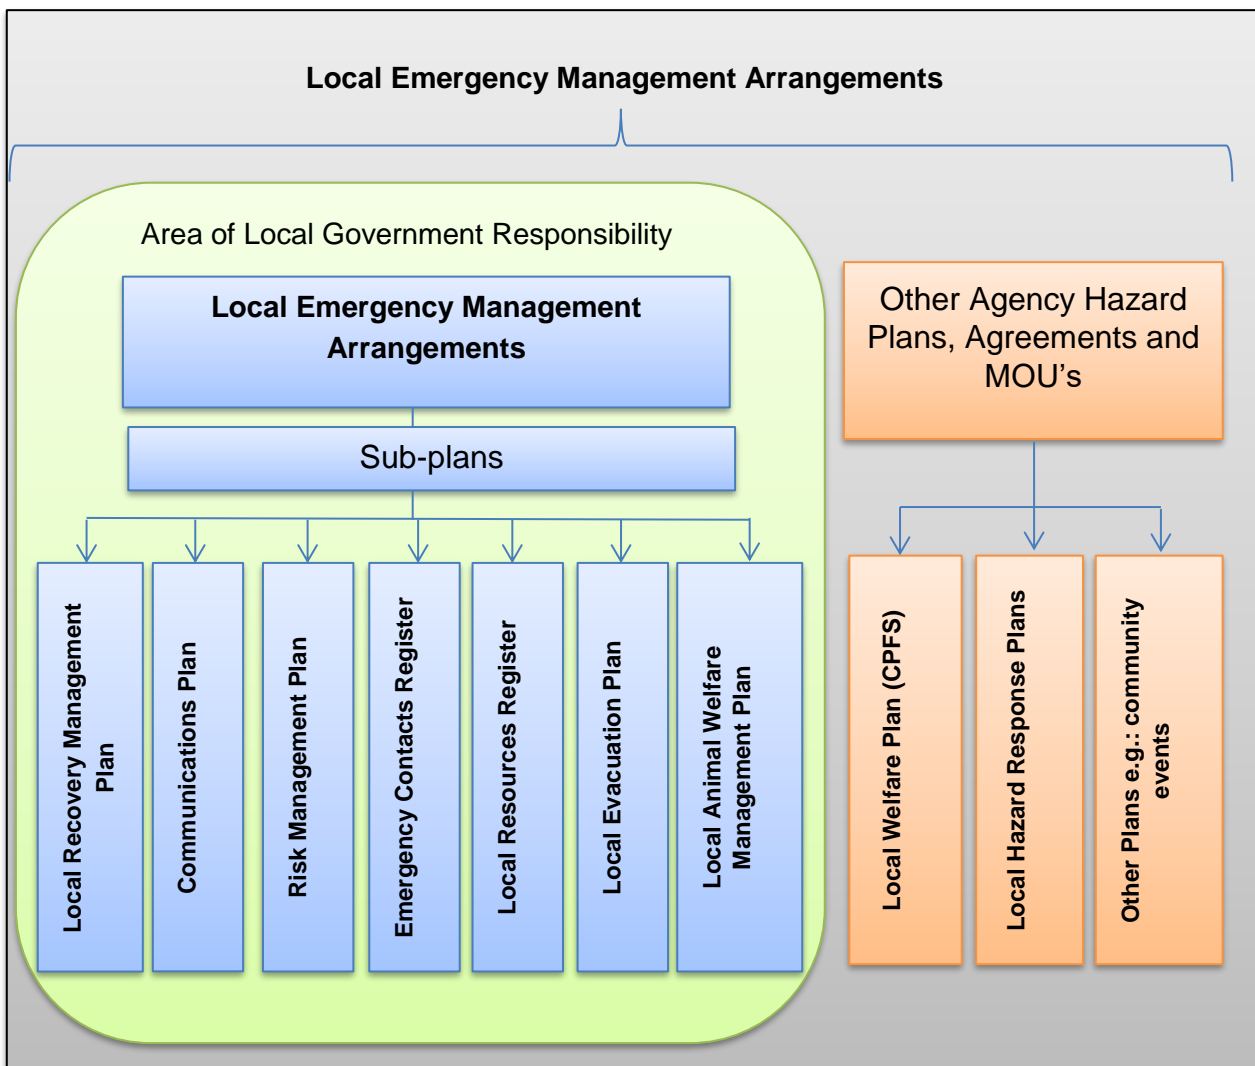 Local Emergency Management Arrangements
Area of Local Government Responsibility
Local Emergency Management
Arrangements
Sub-plans
Local Recovery Management
Plan
Communications Plan
Risk Management Plan
Emergency Contacts Register
Local Resources Register
Local Evacuation Plan
Local Animal Welfare
Management Plan
Other Agency Hazard
Plans, Agreements and
MOU’s
Local Welfare Plan (CPFS)
Local Hazard Response Plans
Other Plans e.g.: community
events